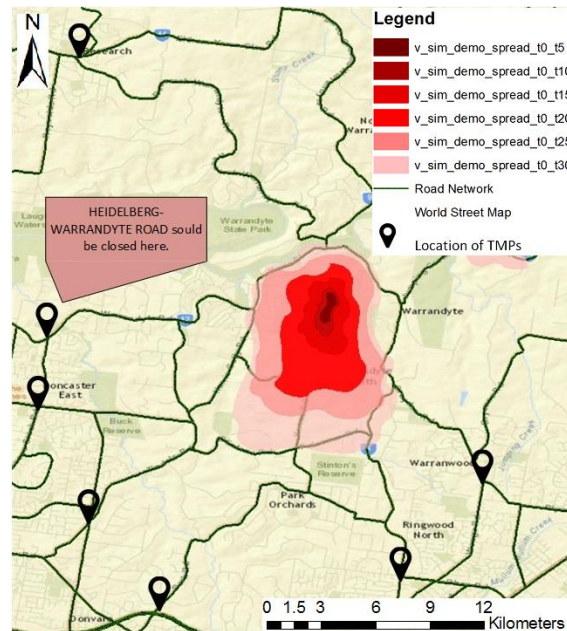 Legend
v_sim_demo_spread_t0_t5
v_sim_demo_spread_t0_t10
v_sim_demo_spread_t0_t15
v_sim_demo_spread_t0_t20
v_sim_demo_spread_t0_t25
v_sim_demo_spread_t0_t30
Road Network
World Street Map
Location of TMPs
N
HEIDELBERG-
WARRANDYTE ROAD sould
be closed here.
Warrandyte
State Park
Warrandyte
Doncaster
East
Buck
Reserve
Stinton's
Reserve
Warranwood
Park
Orchards
Ringwood
North
Donvale
0 1.5 3 6 9 12
Kilometers